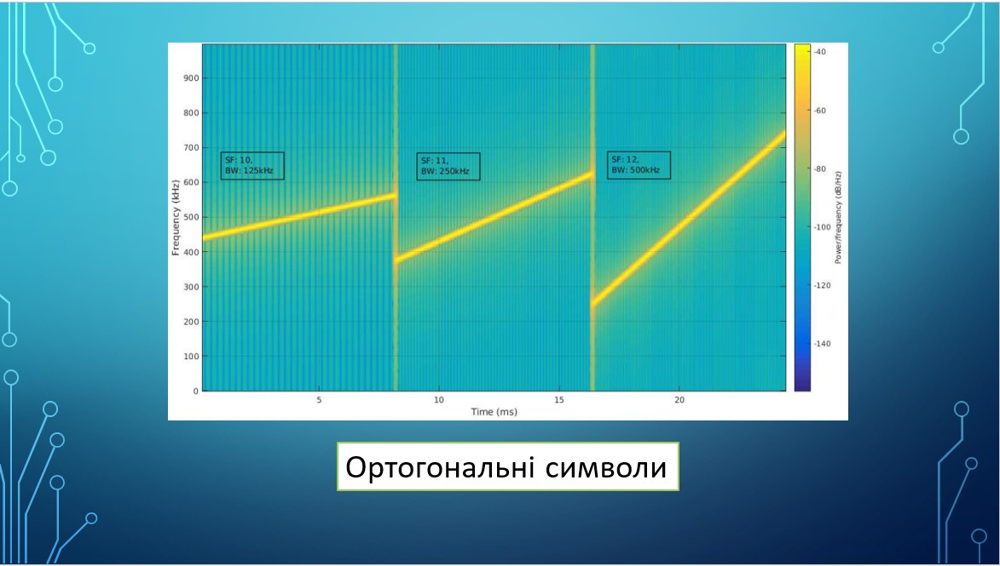 900
800
700
600
500
400
300
200
100
0
Frequency (kHz)
SF: 10,
BW: 125kHz
SF: 11,
BW: 250kHz
SF: 12,
BW: 500kHz
5
10
15
20
Time (ms)
-40
-60
-80
-100
-120
-140
Power/frequency (dB/Hz)
Ортогональні символи